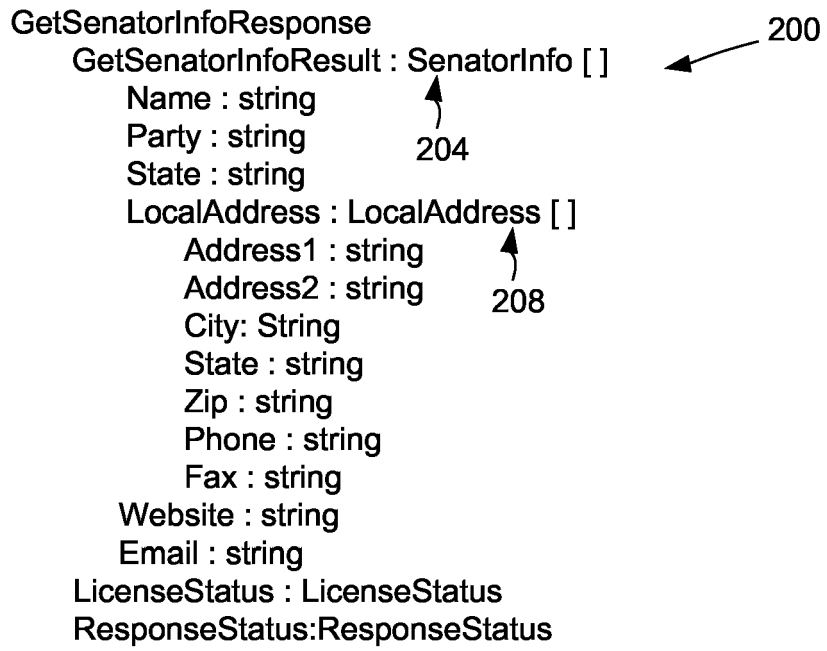 GetSenatorInfoResponse
200
GetSenatorInfoResult : SenatorInfo [ ]
Name : string
204
Party : string
State : string
LocalAddress : LocalAddress [ ]
208
Address1 : string
Address2 : string
City: String
State : string
Zip : string
Phone : string
Fax : string
Website : string
Email : string
LicenseStatus : LicenseStatus
ResponseStatus:ResponseStatus